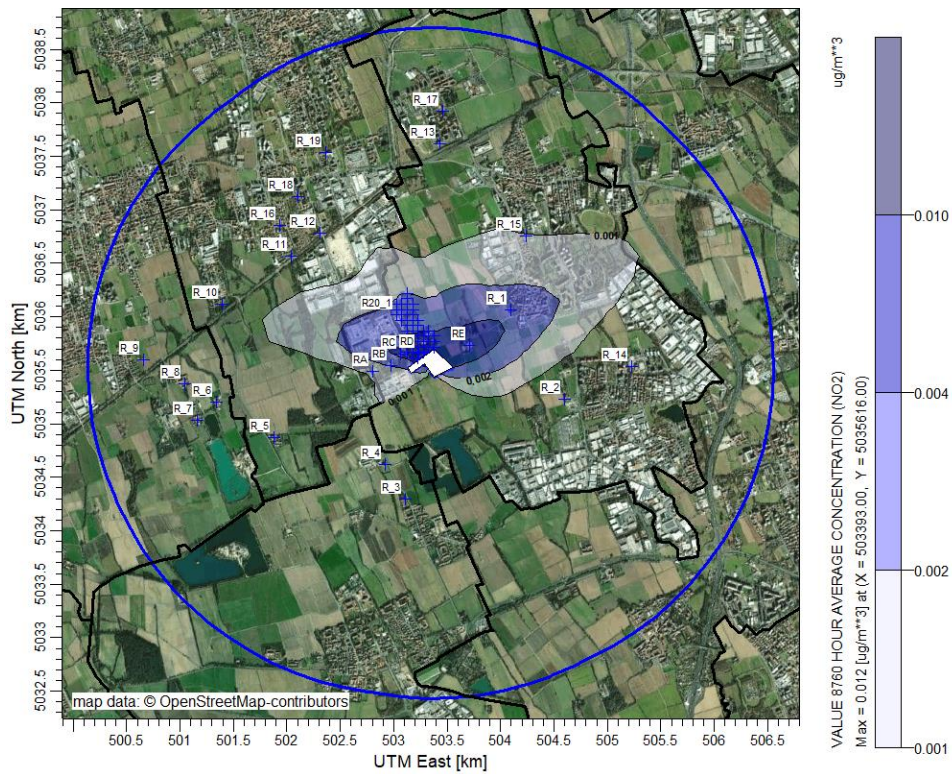 ug/m**3
5038.5
5038
5037.5
5037
5036.5
5036
5035.5
5035
5034.5
5034
5033.5
5033
5032.5
UTM North [km]
R_17
R_13
R_19
R_18
R_16
R_12
R_11
R_15
0.001
R_10
R20_1
R_1
RC
RD
RE
RB
RA
R_9
R_8
R_6
R_7
R_14
0.002
0.001
R_2
R_5
R_4
R_3
map data: © OpenStreetMap-contributors
500.5 501 501.5 502 502.5 503 503.5 504 504.5 505 505.5 506 506.5
UTM East [km]
VALUE 8760 HOUR AVERAGE CONCENTRATION (NO2)
Max = 0.012 [ug/m**3] at (X = 503393.00, Y = 5035516.00)
0.010
0.004
0.002
0.001